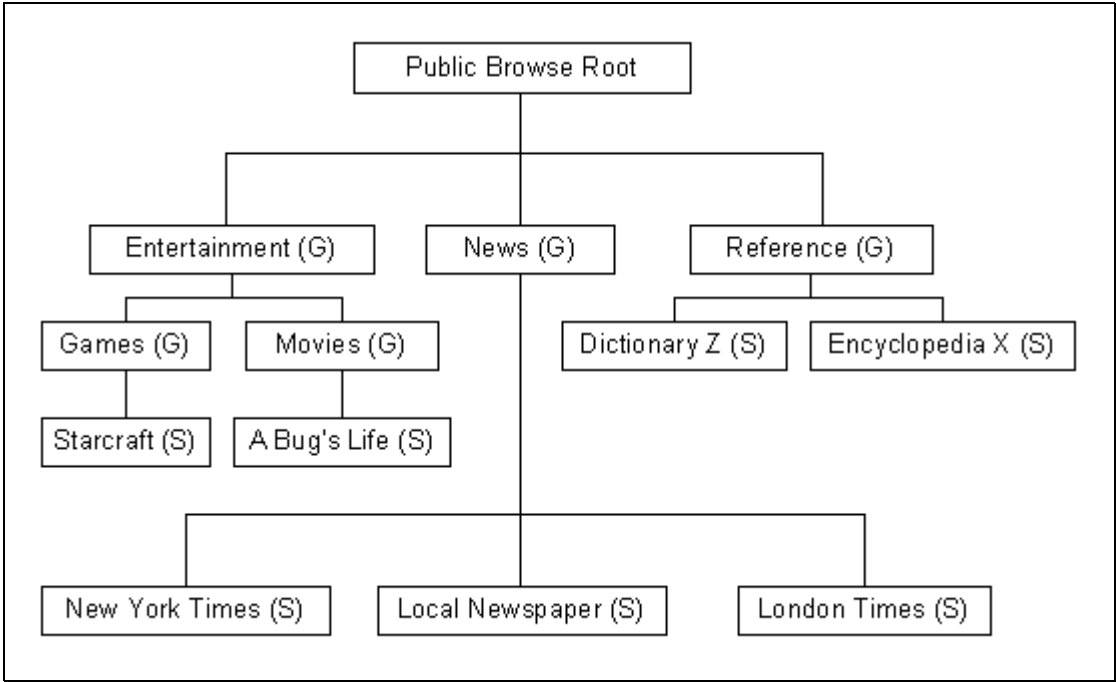 Public Browse Root
Entertainment (G)
News (G)
Reference (G)
Games (G)
Movies (G)
Dictionary Z (S)
Encyclopedia X (S)
Starcraft (S)
A Bug's Life (S)
New York Times (S)
Local Newspaper (S)
London Times (S)